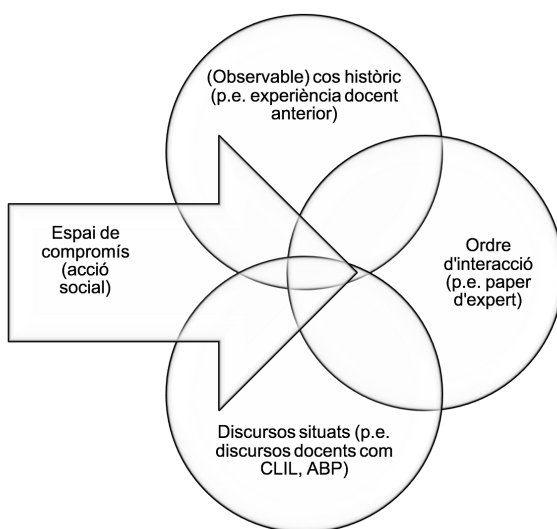 (Observable) cos històric
(p.e. experiència docent
anterior)
Espai de
compromís
(acció
social)
Ordre
d'interacció
(p.e. paper
d'expert)
Discursos situats (p.e.
discursos docents com
CLIL, ABP)